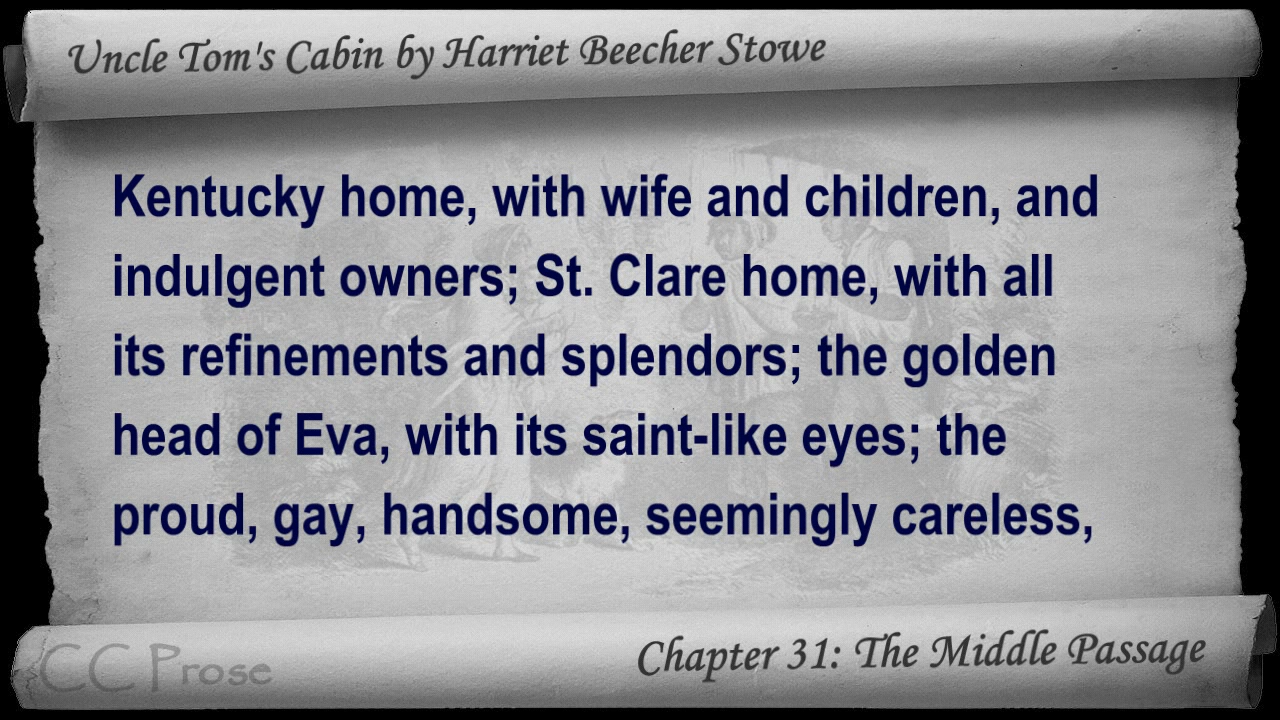 Uncle Tom's Cabin by Harriet Beecher Stowe
Kentucky home, with wife and children, and
indulgent owners; St. Clare home, with all
its refinements and splendors; the golden
head of Eva, with its saint-like eyes; the
proud, gay, handsome, seemingly careless,
CC Prose
Chapter 31: The Middle Passage